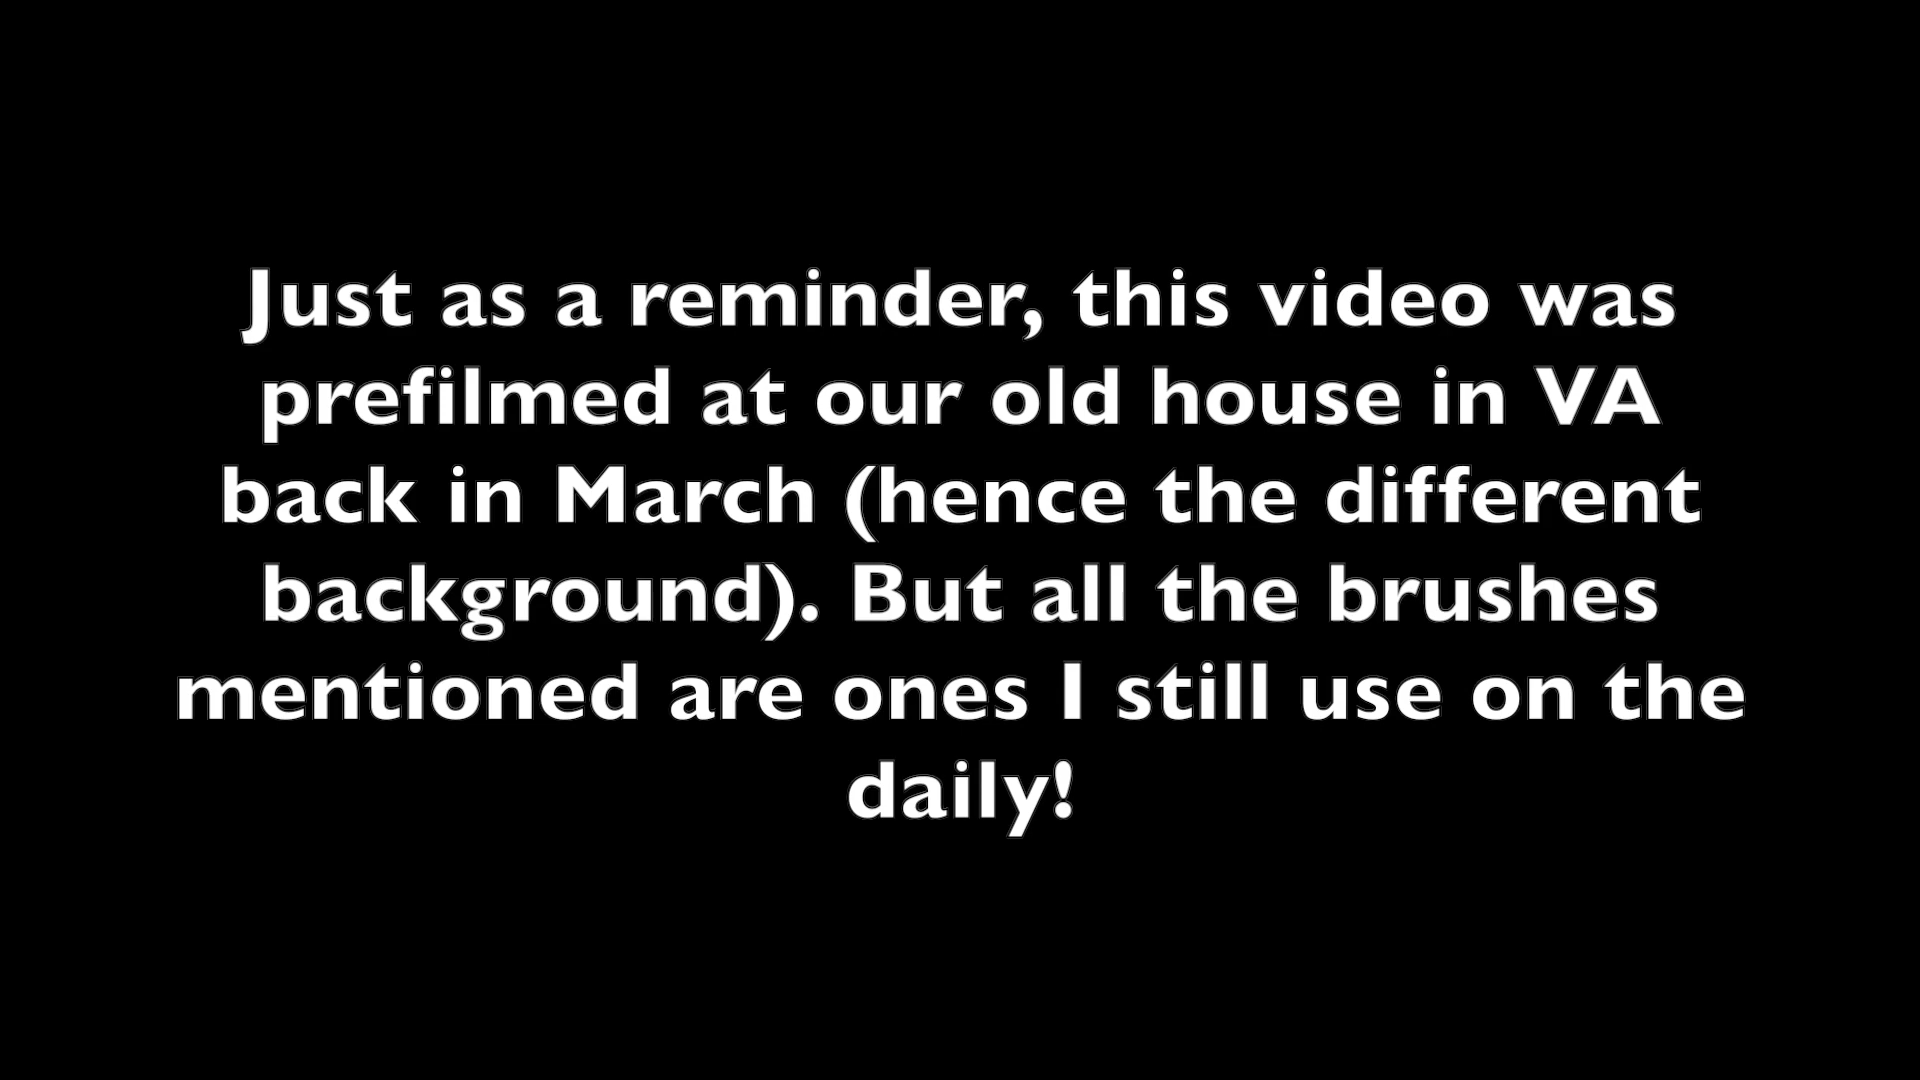 Just as a reminder, this video was
prefilmed at our old house in VA
back in March (hence the different
background). But all the brushes
mentioned are ones I still use on the
daily!